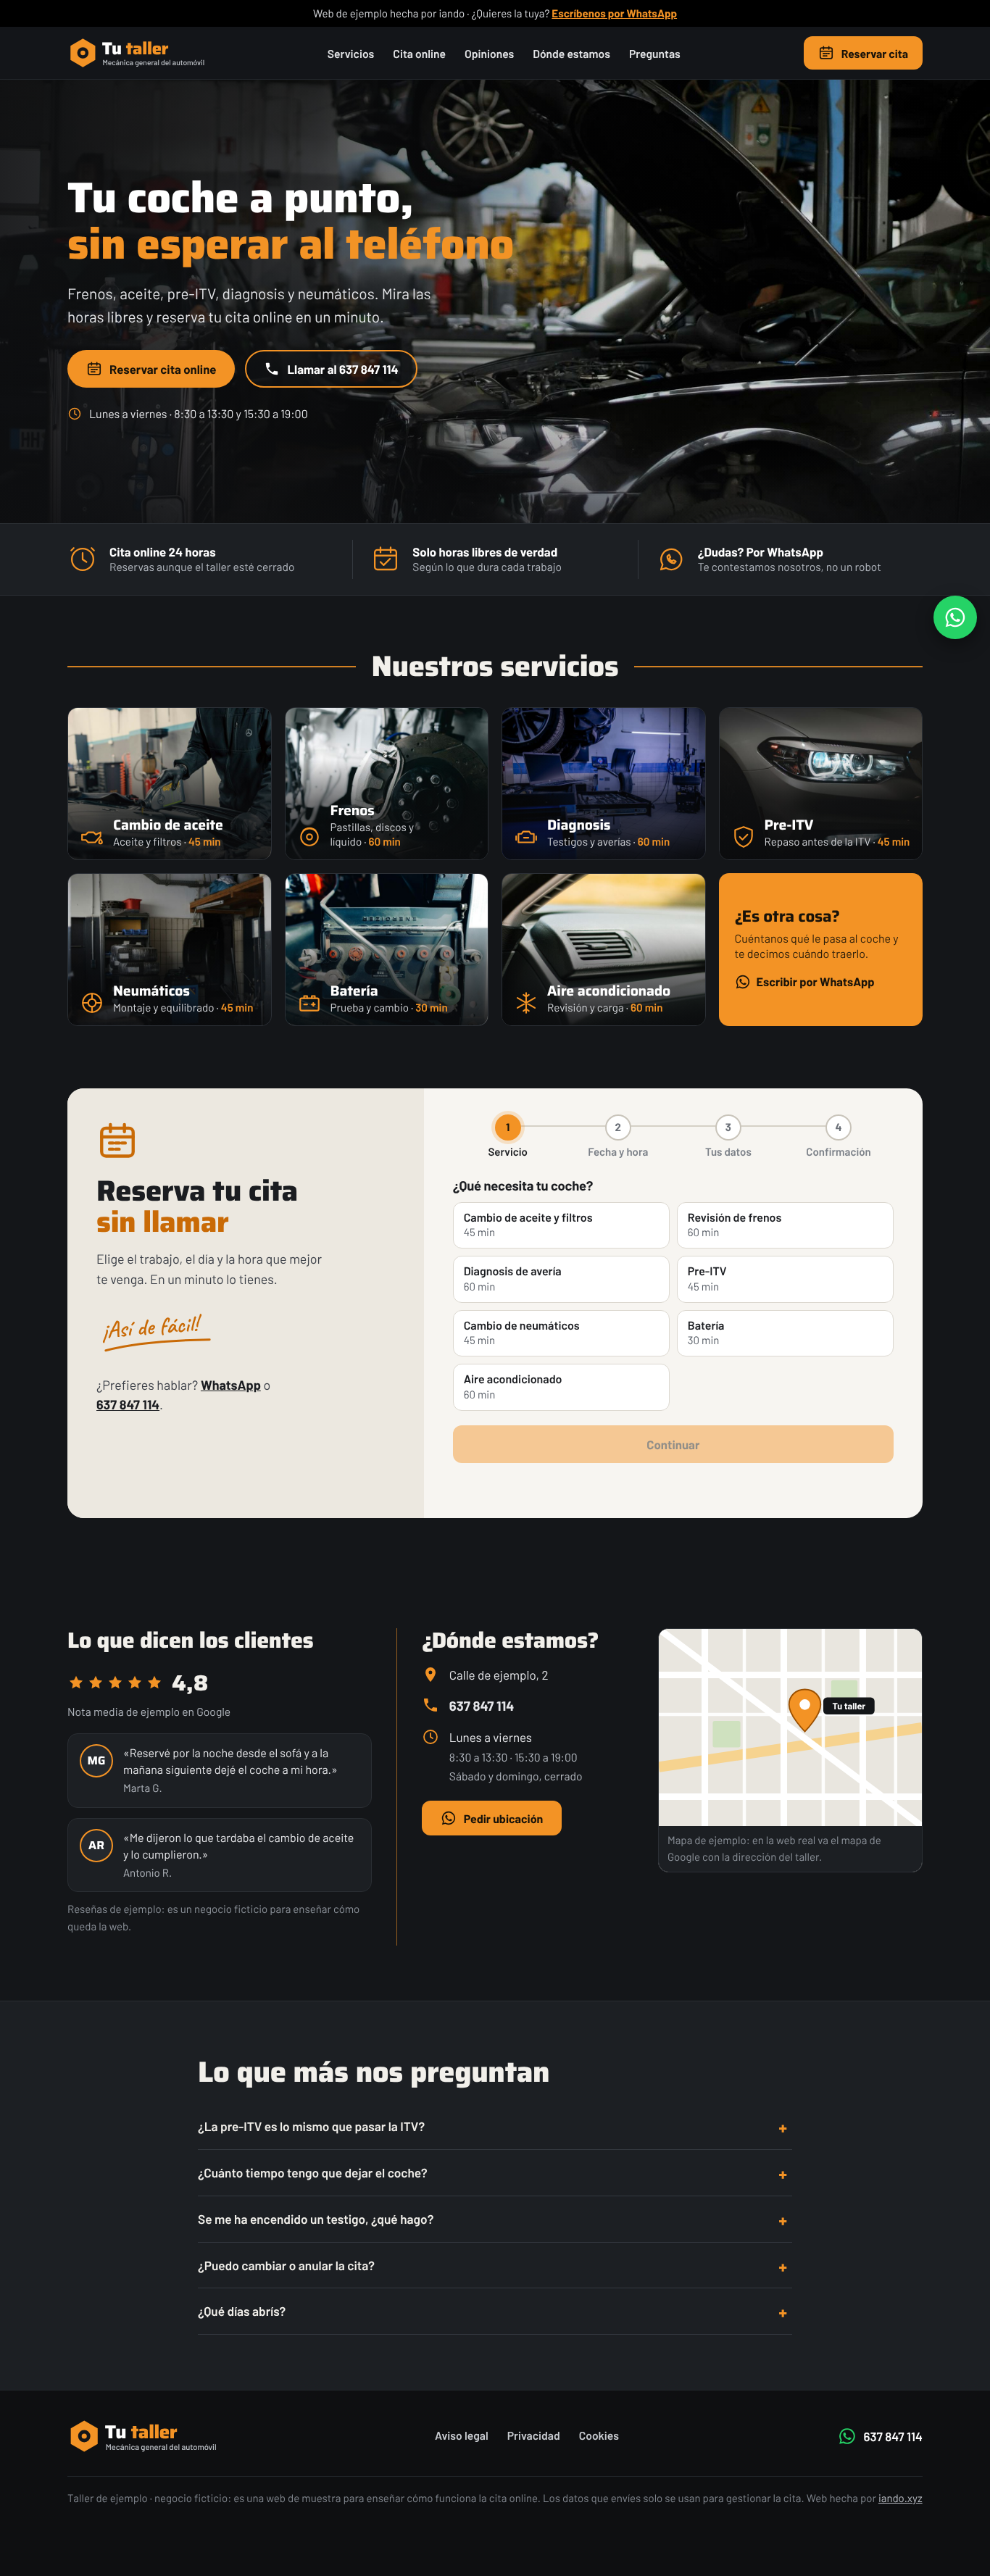 Web de ejemplo hecha por iando · ¿Quieres la tuya? Escríbenos por WhatsApp
Tu taller
Mecánica general del automóvil
Servicios
Cita online
Opiniones
Dónde estamos
Preguntas
Reservar cita
Tu coche a punto,
sin esperar al teléfono
Frenos, aceite, pre-ITV, diagnosis y neumáticos. Mira las
horas libres y reserva tu cita online en un minuto.
Reservar cita online
Llamar al 637 847 114
Lunes a viernes · 8:30 a 13:30 y 15:30 a 19:00
Cita online 24 horas
Reservas aunque el taller esté cerrado
Solo horas libres de verdad
Según lo que dura cada trabajo
¿Dudas? Por WhatsApp
Te contestamos nosotros, no un robot
Nuestros servicios
Cambio de aceite
Aceite y filtros · 45 min
Frenos
Pastillas, discos y
líquido · 60 min
Diagnosis
Testigos y averías · 60 min
Pre-ITV
Repaso antes de la ITV · 45 min
Neumáticos
Montaje y equilibrado · 45 min
Batería
Prueba y cambio · 30 min
Aire acondicionado
Revisión y carga · 60 min
¿Es otra cosa?
Cuéntanos qué le pasa al coche y
te decimos cuándo traerlo.
Escribir por WhatsApp
Reserva tu cita
sin llamar
Elige el trabajo, el día y la hora que mejor
te venga. En un minuto lo tienes.
¡Así de fácil!
¿Prefieres hablar? WhatsApp o
637 847 114.
1
2
3
4
Servicio
Fecha y hora
Tus datos
Confirmación
¿Qué necesita tu coche?
Cambio de aceite y filtros
45 min
Revisión de frenos
60 min
Diagnosis de avería
60 min
Pre-ITV
45 min
Cambio de neumáticos
45 min
Batería
30 min
Aire acondicionado
60 min
Continuar
Lo que dicen los clientes
4,8
Nota media de ejemplo en Google
MG
«Reservé por la noche desde el sofá y a la
mañana siguiente dejé el coche a mi hora.»
Marta G.
AR
«Me dijeron lo que tardaba el cambio de aceite
y lo cumplieron.»
Antonio R.
Reseñas de ejemplo: es un negocio ficticio para enseñar cómo
queda la web.
¿Dónde estamos?
Calle de ejemplo, 2
637 847 114
Lunes a viernes
8:30 a 13:30 · 15:30 a 19:00
Sábado y domingo, cerrado
Pedir ubicación
Tu taller
Mapa de ejemplo: en la web real va el mapa de
Google con la dirección del taller.
Lo que más nos preguntan
¿La pre-ITV es lo mismo que pasar la ITV?
+
¿Cuánto tiempo tengo que dejar el coche?
+
Se me ha encendido un testigo, ¿qué hago?
+
¿Puedo cambiar o anular la cita?
+
¿Qué días abrís?
+
Tu taller
Mecánica general del automóvil
Aviso legal
Privacidad
Cookies
637 847 114
Taller de ejemplo · negocio ficticio: es una web de muestra para enseñar cómo funciona la cita online. Los datos que envíes solo se usan para gestionar la cita. Web hecha por iando.xyz